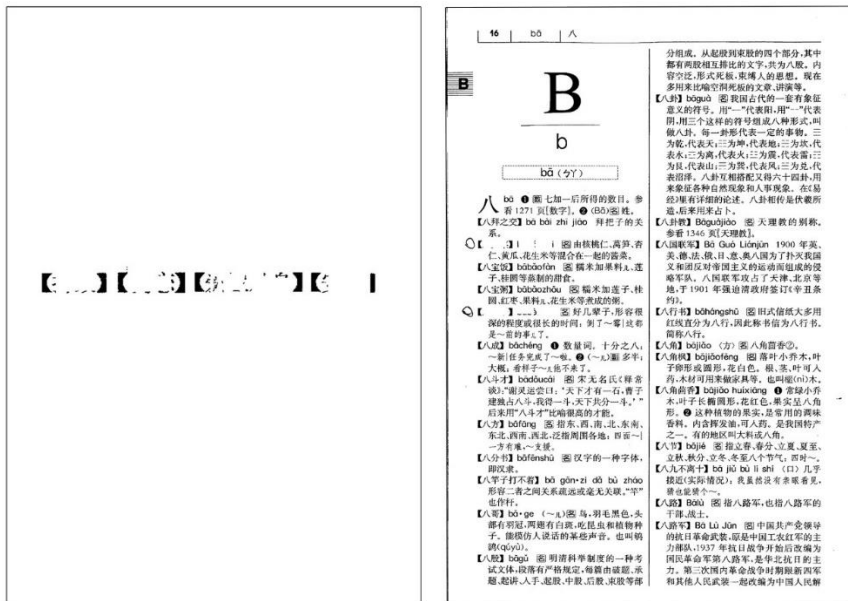 16 bā 八
B
B
b
bā (ㄅㄚ)
八 bā ❶ 数 七加一后所得的数目。参
看1271页[数字]。❷(Bā)名 姓。
【八拜之交】bā bài zhī jiāo 拜把子的关
系。
名 由核桃仁、莴笋、杏
仁、黄瓜、花生米等混合在一起的酱菜。
【八宝饭】bābǎofàn 名 糯米加果料儿、莲
子、桂圆等蒸制的甜食。
【八宝粥】bābǎozhōu 名 糯米加莲子、桂
圆、红枣、果料儿、花生米等煮成的粥。
名 好几辈子,形容很
深的程度或很长的时间:倒了~霉|这都
是~前的事儿了。
【八成】bāchéng ❶ 数量词。十分之八:
~新|任务完成了~啦。❷(~儿)副 多半;
大概:看样子~儿他不来了。
【八斗才】bādǒucái 名 宋无名氏《释常
谈》:“谢灵运尝曰:‘天下才有一石,曹子
建独占八斗,我得一斗,天下共分一斗。’”
后来用“八斗才”比喻很高的才能。
【八方】bāfāng 名 指东、西、南、北、东南、
东北、西南、西北,泛指周围各地:四面~|
一方有难,~支援。
【八分书】bāfēnshū 名 汉字的一种字体,
即汉隶。
【八竿子打不着】bā gān·zi dǎ bù zháo
形容二者之间关系疏远或毫无关联。“竿”
也作杆。
【八哥】bā·ge (~儿)名 鸟,羽毛黑色,头
部有羽冠,两翅有白斑,吃昆虫和植物种
子。能模仿人说话的某些声音。也叫鸲
鹆(qúyù)。
【八股】bāgǔ 名 明清科举制度的一种考
试文体,段落有严格规定,每篇由破题、承
题、起讲、入手、起股、中股、后股、束股等部
分组成。从起股到束股的四个部分,其中
都有两股相互排比的文字,共为八股。内
容空泛,形式死板,束缚人的思想。现在
多用来比喻空洞死板的文章、讲演等。
【八卦】bāguà 名 我国古代的一套有象征
意义的符号。用“—”代表阳,用“--”代表
阴,用三个这样的符号组成八种形式,叫
做八卦。每一卦形代表一定的事物。☰
为乾,代表天;☷为坤,代表地;☵为坎,代
表水;☲为离,代表火;☳为震,代表雷;☶
为艮,代表山;☴为巽,代表风;☱为兑,代
表沼泽。八卦互相搭配又得六十四卦,用
来象征各种自然现象和人事现象。在《易
经》里有详细的论述。八卦相传是伏羲所
造,后来用来占卜。
【八卦教】Bāguàjiào 名 天理教的别称。
参看1346页[天理教]。
【八国联军】Bā Guó Liánjūn 1900年英、
美、德、法、俄、日、意、奥八国为了扑灭我国
义和团反对帝国主义的运动而组成的侵
略军队。八国联军攻占了天津、北京等
地,于1901年强迫清政府签订《辛丑条
约》。
【八行书】bāhángshū 名 旧式信纸大多用
红线直分为八行,因此称书信为八行书。
简称八行。
【八角】bājiǎo 〈方〉名 八角茴香②。
【八角枫】bājiǎofēng 名 落叶小乔木,叶
子卵形或圆形,花白色。根、茎、叶可入
药,木材可用来做家具等。也叫櫙(nì)木。
【八角茴香】bājiǎo huíxiāng ❶ 常绿小乔
木,叶子长椭圆形,花红色,果实呈八角
形。❷ 这种植物的果实,是常用的调味
香料。内含挥发油,可入药。是我国特产
之一。有的地区叫大料或八角。
【八节】bājié 名 指立春、春分、立夏、夏至、
立秋、秋分、立冬、冬至八个节气:四时~。
【八九不离十】bā jiǔ bù lí shí 〈口〉几乎
接近(实际情况):我虽然没有亲眼看见,
猜也能猜个~。
【八路】Bālù 名 指八路军,也指八路军的
干部、战士。
【八路军】Bā Lù Jūn 名 中国共产党领导
的抗日革命武装,原是中国工农红军的主
力部队,1937年抗日战争开始后改编为
国民革命军第八路军,是华北抗日的主
力。第三次国内革命战争时期跟新四军
和其他人民武装一起改编为中国人民解